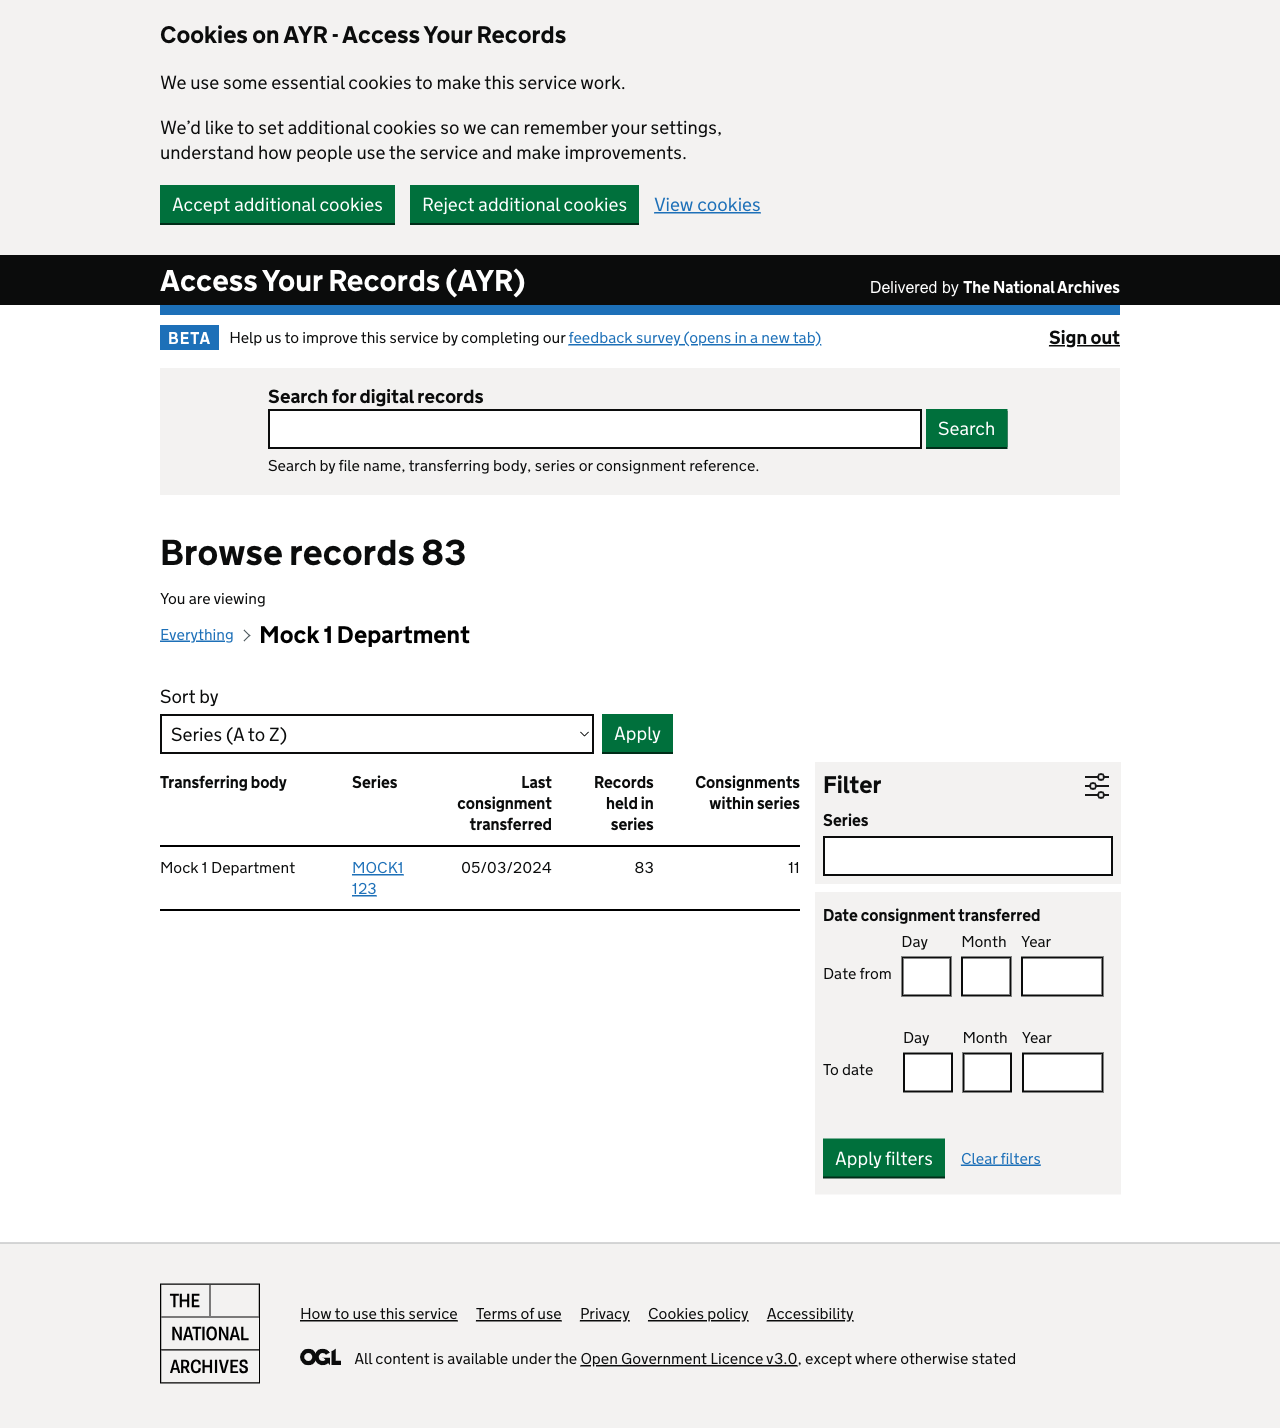 Cookies on AYR - Access Your Records
We use some essential cookies to make this service work.
We’d like to set additional cookies so we can remember your settings,
understand how people use the service and make improvements.
Accept additional cookies
Reject additional cookies
View cookies
Access Your Records (AYR)
Delivered by The National Archives
BETA
Help us to improve this service by completing our feedback survey (opens in a new tab)
Sign out
Search for digital records
Search
Search by file name, transferring body, series or consignment reference.
Browse records 83
You are viewing
Everything
Mock 1 Department
Sort by
Series (A to Z)
Apply
Transferring body
Series
Last
consignment
transferred
Records
held in
series
Consignments
within series
Mock 1 Department
MOCK1
123
05/03/2024
83
11
Filter
Series
Date consignment transferred
Day
Month
Year
Date from
Day
Month
Year
To date
Apply filters
Clear filters
THE
NATIONAL
ARCHIVES
How to use this service
Terms of use
Privacy
Cookies policy
Accessibility
OGL
All content is available under the Open Government Licence v3.0, except where otherwise stated